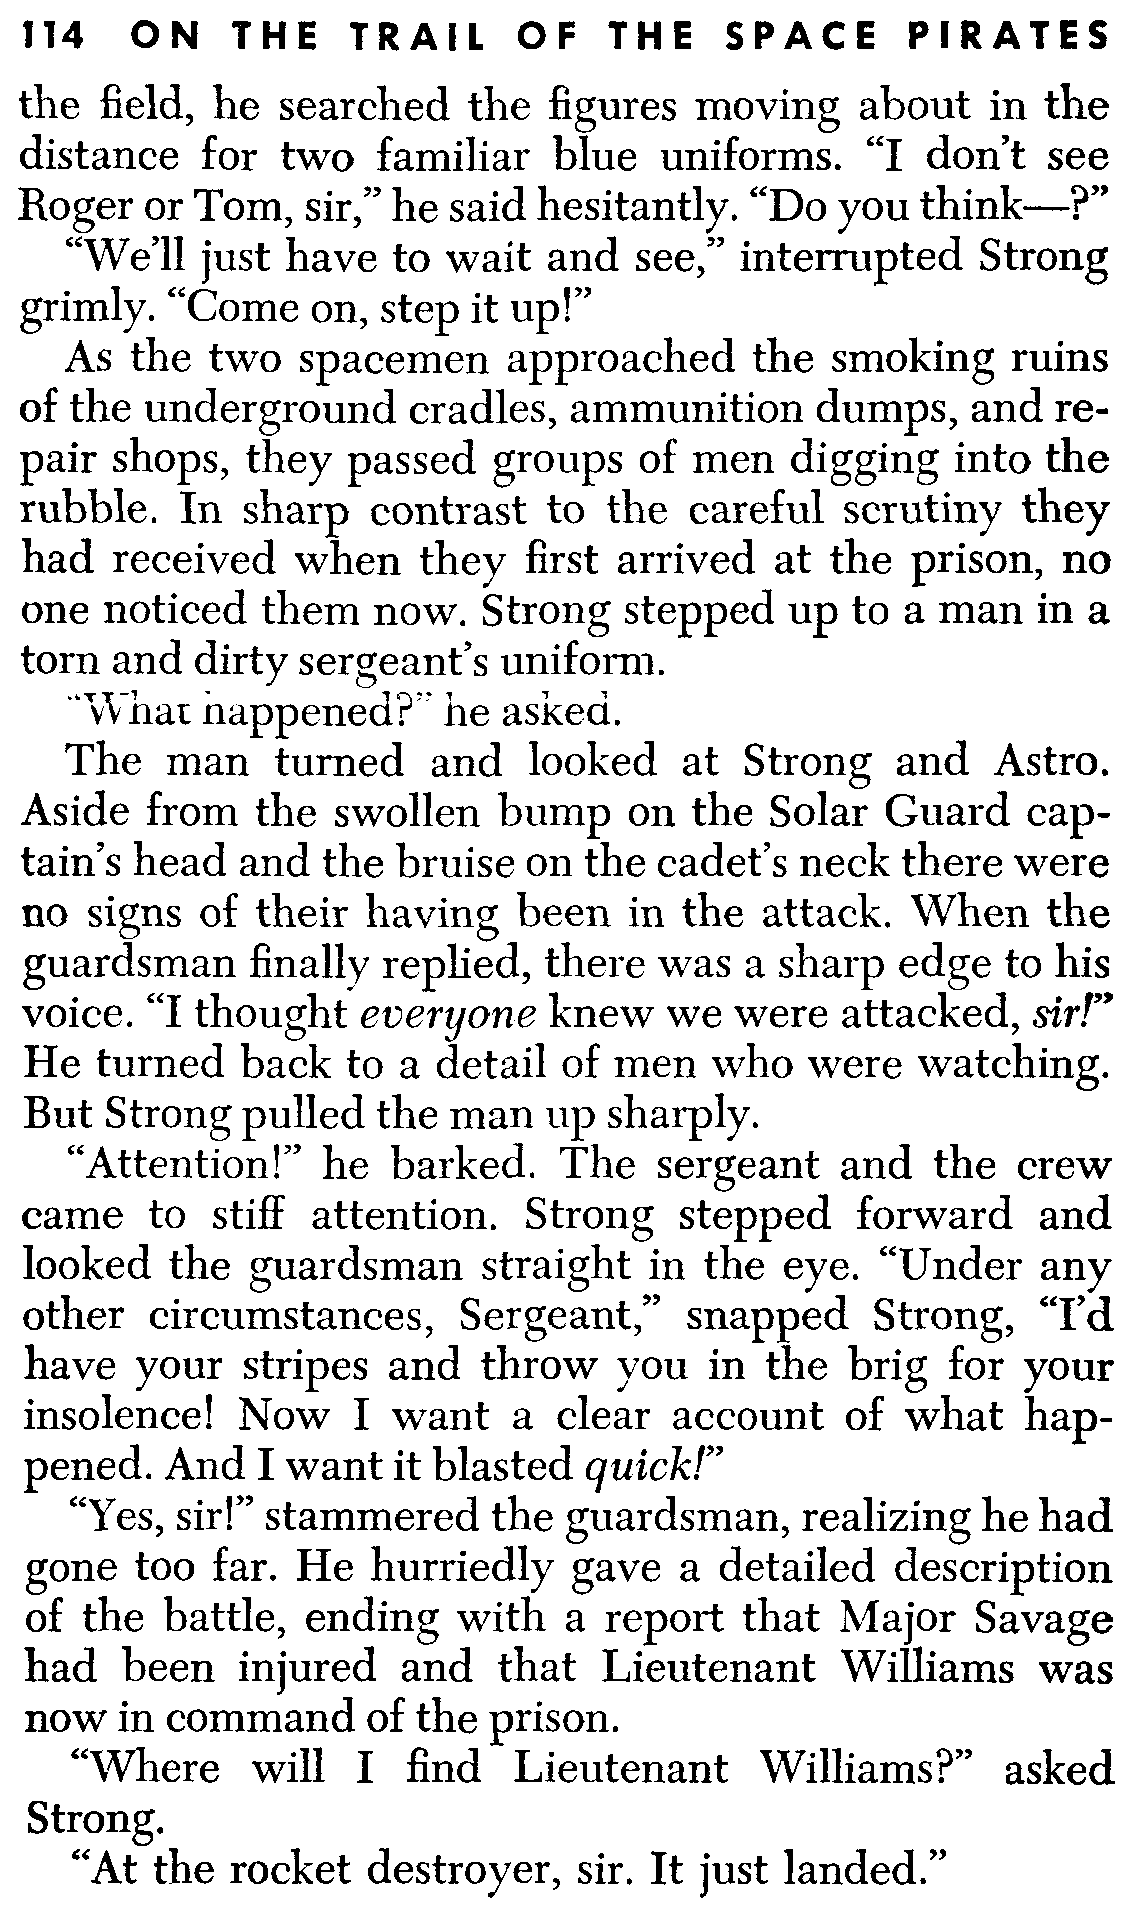 114 ON THE TRAIL OF THE SPACE PIRATES
the field, he searched the figures moving about in the
distance for two familiar blue uniforms. “I don’t see
Roger or Tom, sir,” he said hesitantly. “Do you think—?”
“We’ll just have to wait and see,” interrupted Strong
grimly. “Come on, step it up!”
As the two spacemen approached the smoking ruins
of the underground cradles, ammunition dumps, and re-
pair shops, they passed groups of men digging into the
rubble. In sharp contrast to the careful scrutiny they
had received when they first arrived at the prison, no
one noticed them now. Strong stepped up to a man in a
torn and dirty sergeant’s uniform.
“What happened?” he asked.
The man turned and looked at Strong and Astro.
Aside from the swollen bump on the Solar Guard cap-
tain’s head and the bruise on the cadet’s neck there were
no signs of their having been in the attack. When the
guardsman finally replied, there was a sharp edge to his
voice. “I thought everyone knew we were attacked, sir!”
He turned back to a detail of men who were watching.
But Strong pulled the man up sharply.
“Attention!” he barked. The sergeant and the crew
came to stiff attention. Strong stepped forward and
looked the guardsman straight in the eye. “Under any
other circumstances, Sergeant,” snapped Strong, “I’d
have your stripes and throw you in the brig for your
insolence! Now I want a clear account of what hap-
pened. And I want it blasted quick!”
“Yes, sir!” stammered the guardsman, realizing he had
gone too far. He hurriedly gave a detailed description
of the battle, ending with a report that Major Savage
had been injured and that Lieutenant Williams was
now in command of the prison.
“Where will I find Lieutenant Williams?” asked
Strong.
“At the rocket destroyer, sir. It just landed.”